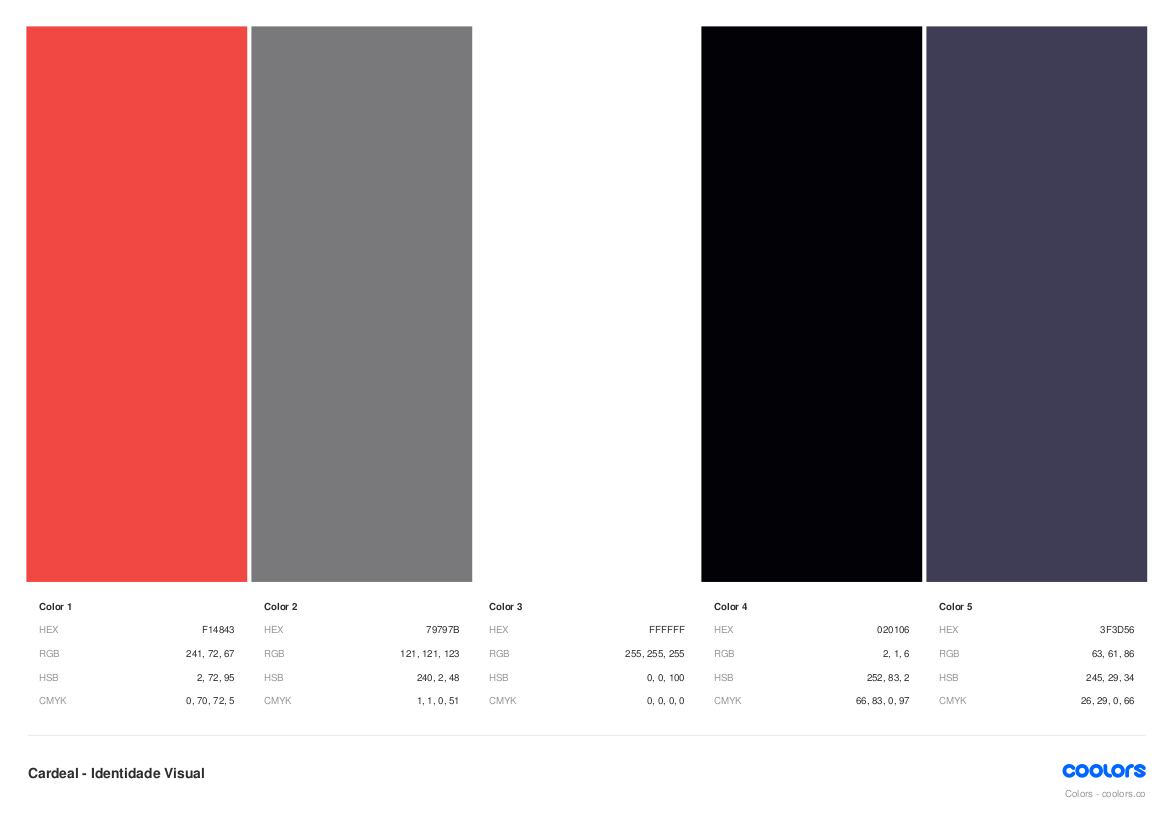 Color 1
HEX F14843
RGB 241, 72, 67
HSB 2, 72, 95
CMYK 0, 70, 72, 5
Color 2
HEX 79797B
RGB 121, 121, 123
HSB 240, 2, 48
CMYK 1, 1, 0, 51
Color 3
HEX FFFFFF
RGB 255, 255, 255
HSB 0, 0, 100
CMYK 0, 0, 0, 0
Color 4
HEX 020106
RGB 2, 1, 6
HSB 252, 83, 2
CMYK 66, 83, 0, 97
Color 5
HEX 3F3D56
RGB 63, 61, 86
HSB 245, 29, 34
CMYK 26, 29, 0, 66
Cardeal - Identidade Visual
coolors
Colors - coolors.co